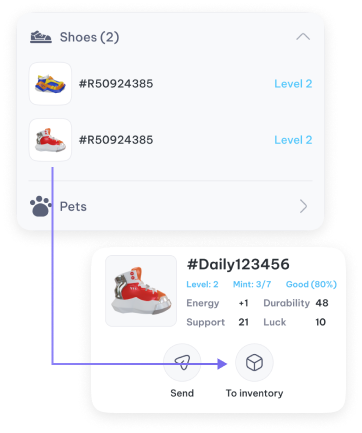 Shoes (2)
#R50924385 Level 2
#R50924385 Level 2
Pets
#Daily123456
Level: 2 Mint: 3/7 Good (80%)
Energy +1 Durability 48
Support 21 Luck 10
Send To inventory